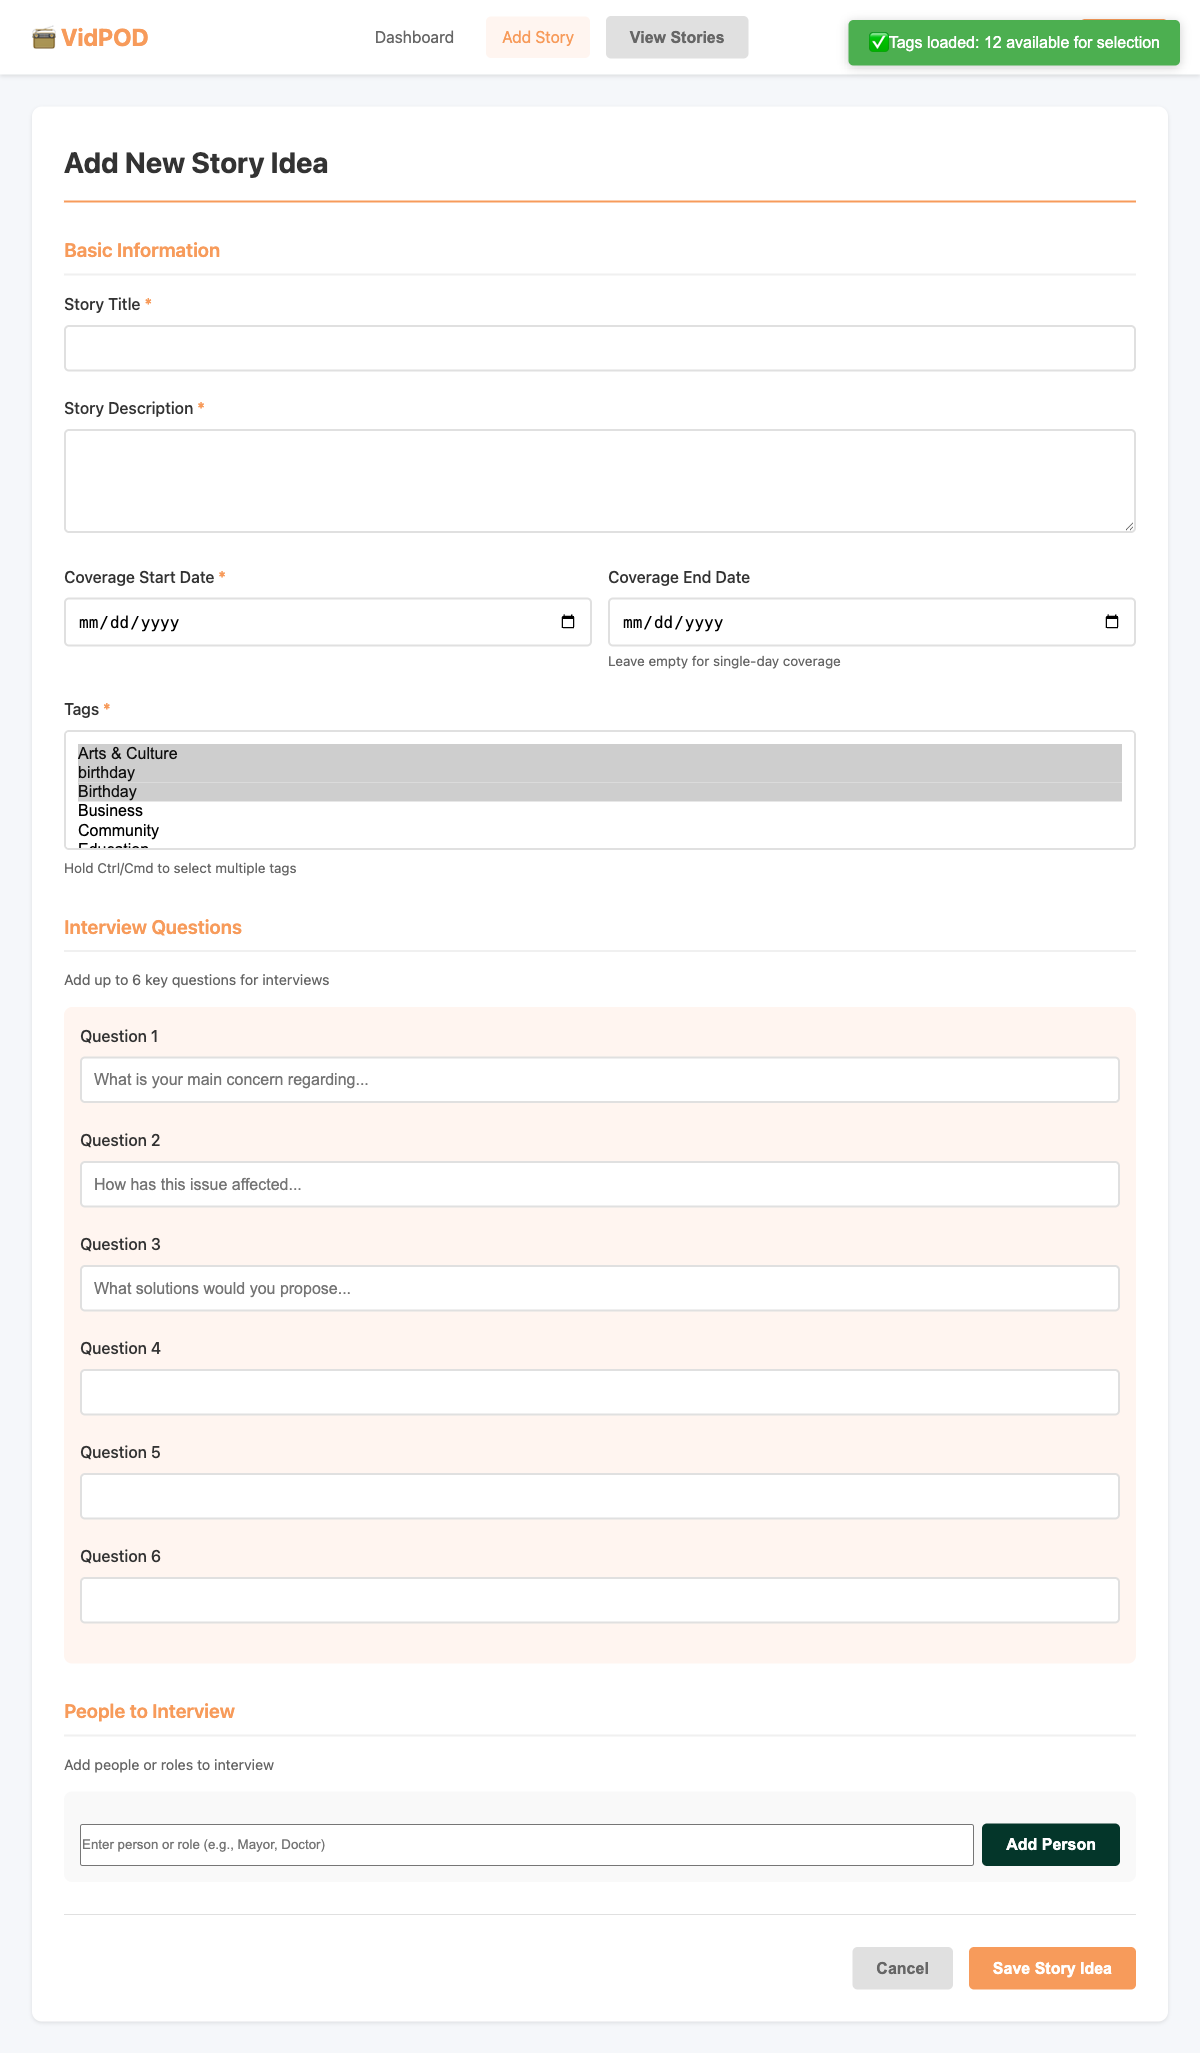 VidPOD
Dashboard
Add Story
View Stories
Tags loaded: 12 available for selection
Add New Story Idea
Basic Information
Story Title *
Story Description *
Coverage Start Date *
Coverage End Date
mm/dd/yyyy
mm/dd/yyyy
Leave empty for single-day coverage
Tags *
Arts & Culture
birthday
Birthday
Business
Community
Education
Hold Ctrl/Cmd to select multiple tags
Interview Questions
Add up to 6 key questions for interviews
Question 1
What is your main concern regarding...
Question 2
How has this issue affected...
Question 3
What solutions would you propose...
Question 4
Question 5
Question 6
People to Interview
Add people or roles to interview
Enter person or role (e.g., Mayor, Doctor)
Add Person
Cancel
Save Story Idea